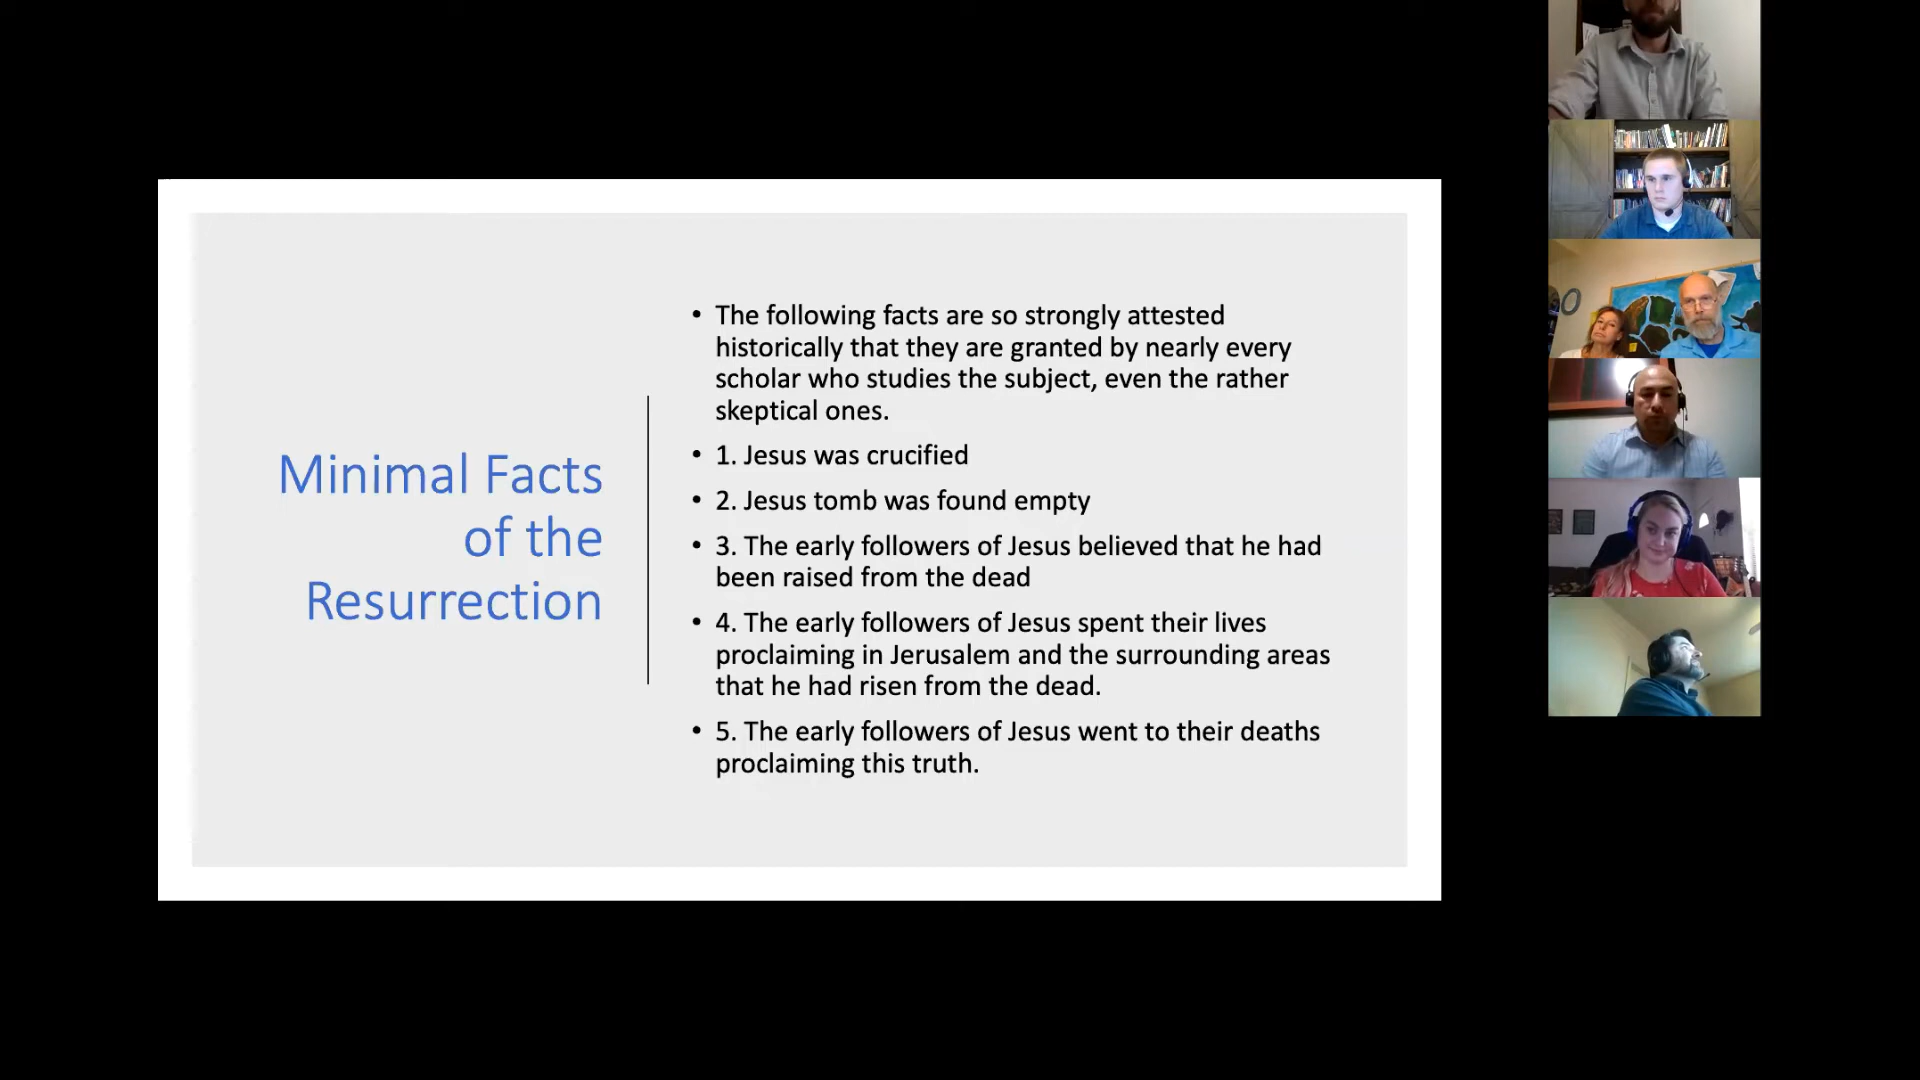 Minimal Facts
of the
Resurrection
• The following facts are so strongly attested
historically that they are granted by nearly every
scholar who studies the subject, even the rather
skeptical ones.
• 1. Jesus was crucified
• 2. Jesus tomb was found empty
• 3. The early followers of Jesus believed that he had
been raised from the dead
• 4. The early followers of Jesus spent their lives
proclaiming in Jerusalem and the surrounding areas
that he had risen from the dead.
• 5. The early followers of Jesus went to their deaths
proclaiming this truth.